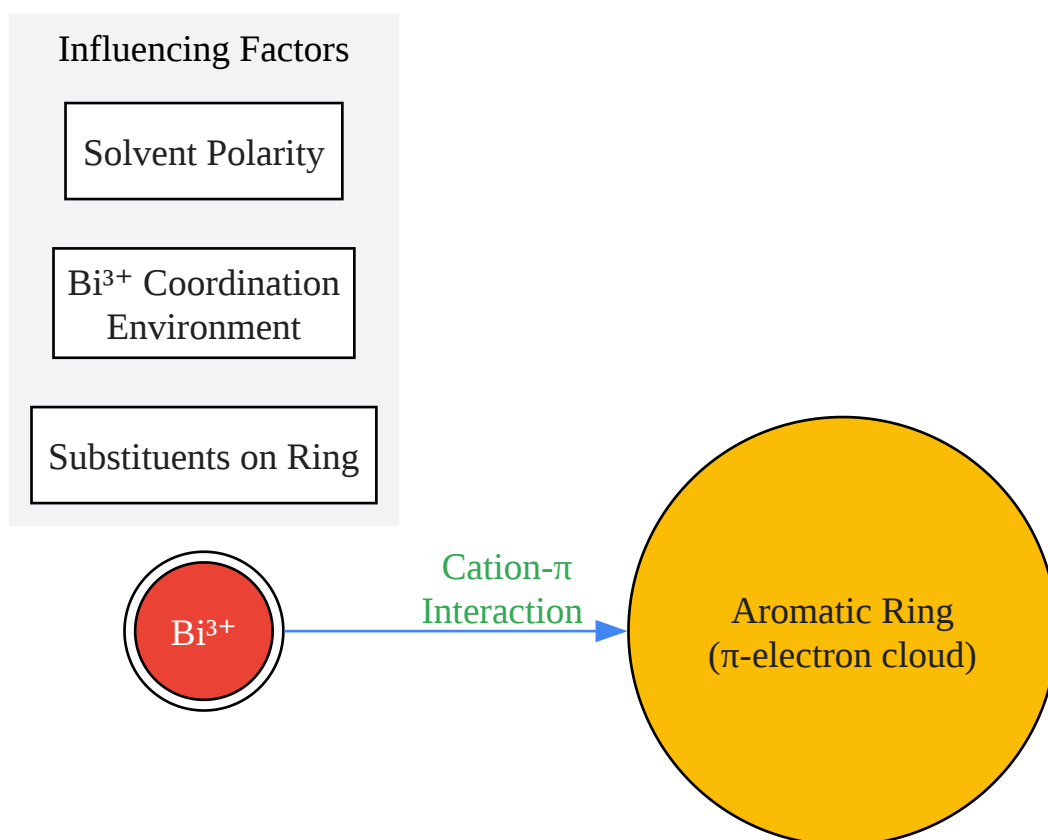 Influencing Factors
Solvent Polarity
Bi³⁺ Coordination
Environment
Substituents on Ring
Cation-π
Interaction
Bi³⁺
Aromatic Ring
(π-electron cloud)